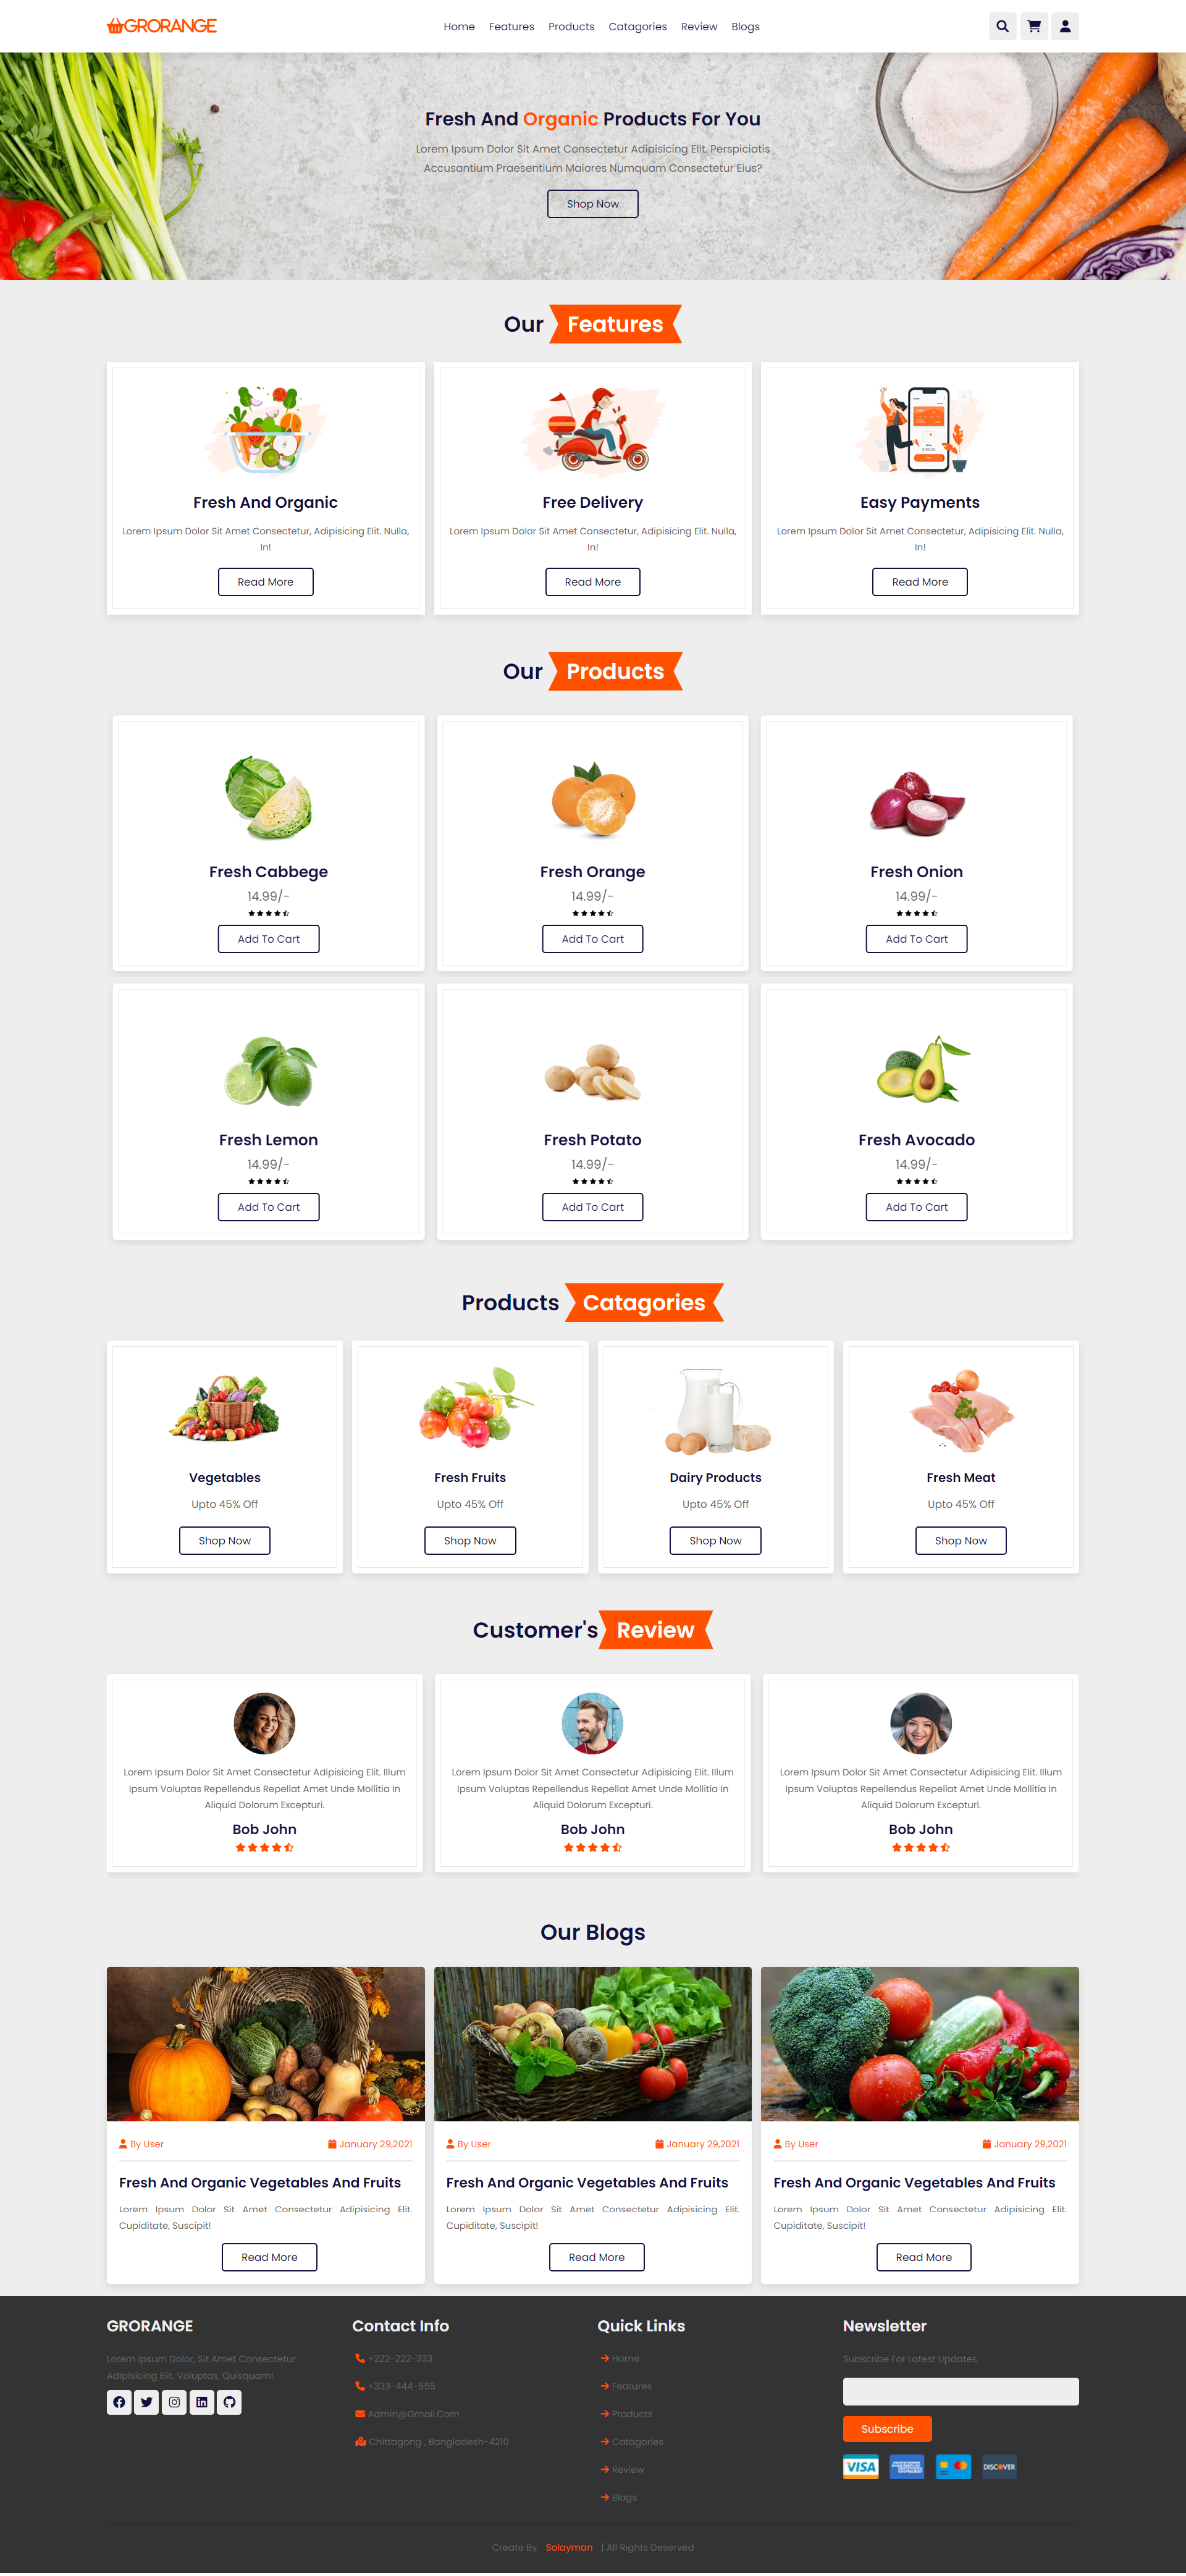 GRORANGE
Home Features Products Catagories Review Blogs
Fresh And Organic Products For You
Lorem Ipsum Dolor Sit Amet Consectetur Adipisicing Elit. Perspiciatis
Accusantium Praesentium Maiores Numquam Consectetur Eius?
Shop Now
Our Features
Fresh And Organic
Lorem Ipsum Dolor Sit Amet Consectetur, Adipisicing Elit. Nulla,
In!
Read More
Free Delivery
Lorem Ipsum Dolor Sit Amet Consectetur, Adipisicing Elit. Nulla,
In!
Read More
Easy Payments
Lorem Ipsum Dolor Sit Amet Consectetur, Adipisicing Elit. Nulla,
In!
Read More
Our Products
Fresh Cabbege
14.99/-
Add To Cart
Fresh Orange
14.99/-
Add To Cart
Fresh Onion
14.99/-
Add To Cart
Fresh Lemon
14.99/-
Add To Cart
Fresh Potato
14.99/-
Add To Cart
Fresh Avocado
14.99/-
Add To Cart
Products Catagories
Vegetables
Upto 45% Off
Shop Now
Fresh Fruits
Upto 45% Off
Shop Now
Dairy Products
Upto 45% Off
Shop Now
Fresh Meat
Upto 45% Off
Shop Now
Customer's Review
Lorem Ipsum Dolor Sit Amet Consectetur Adipisicing Elit. Illum
Ipsum Voluptas Repellendus Repellat Amet Unde Mollitia In
Aliquid Dolorum Excepturi.
Bob John
Lorem Ipsum Dolor Sit Amet Consectetur Adipisicing Elit. Illum
Ipsum Voluptas Repellendus Repellat Amet Unde Mollitia In
Aliquid Dolorum Excepturi.
Bob John
Lorem Ipsum Dolor Sit Amet Consectetur Adipisicing Elit. Illum
Ipsum Voluptas Repellendus Repellat Amet Unde Mollitia In
Aliquid Dolorum Excepturi.
Bob John
Our Blogs
By User January 29,2021
Fresh And Organic Vegetables And Fruits
Lorem Ipsum Dolor Sit Amet Consectetur Adipisicing Elit.
Cupiditate, Suscipit!
Read More
By User January 29,2021
Fresh And Organic Vegetables And Fruits
Lorem Ipsum Dolor Sit Amet Consectetur Adipisicing Elit.
Cupiditate, Suscipit!
Read More
By User January 29,2021
Fresh And Organic Vegetables And Fruits
Lorem Ipsum Dolor Sit Amet Consectetur Adipisicing Elit.
Cupiditate, Suscipit!
Read More
GRORANGE
Lorem Ipsum Dolor, Sit Amet Consectetur
Adipisicing Elit. Voluptas, Quisquam!
Contact Info
+222-222-333
+333-444-555
Admin@Gmail.Com
Chittagong , Bangladesh-4210
Quick Links
Home
Features
Products
Catagories
Review
Blogs
Newsletter
Subscribe For Latest Updates
Subscribe
VISA
AMERICAN EXPRESS
DISCOVER
Create By Solayman | All Rights Deserved